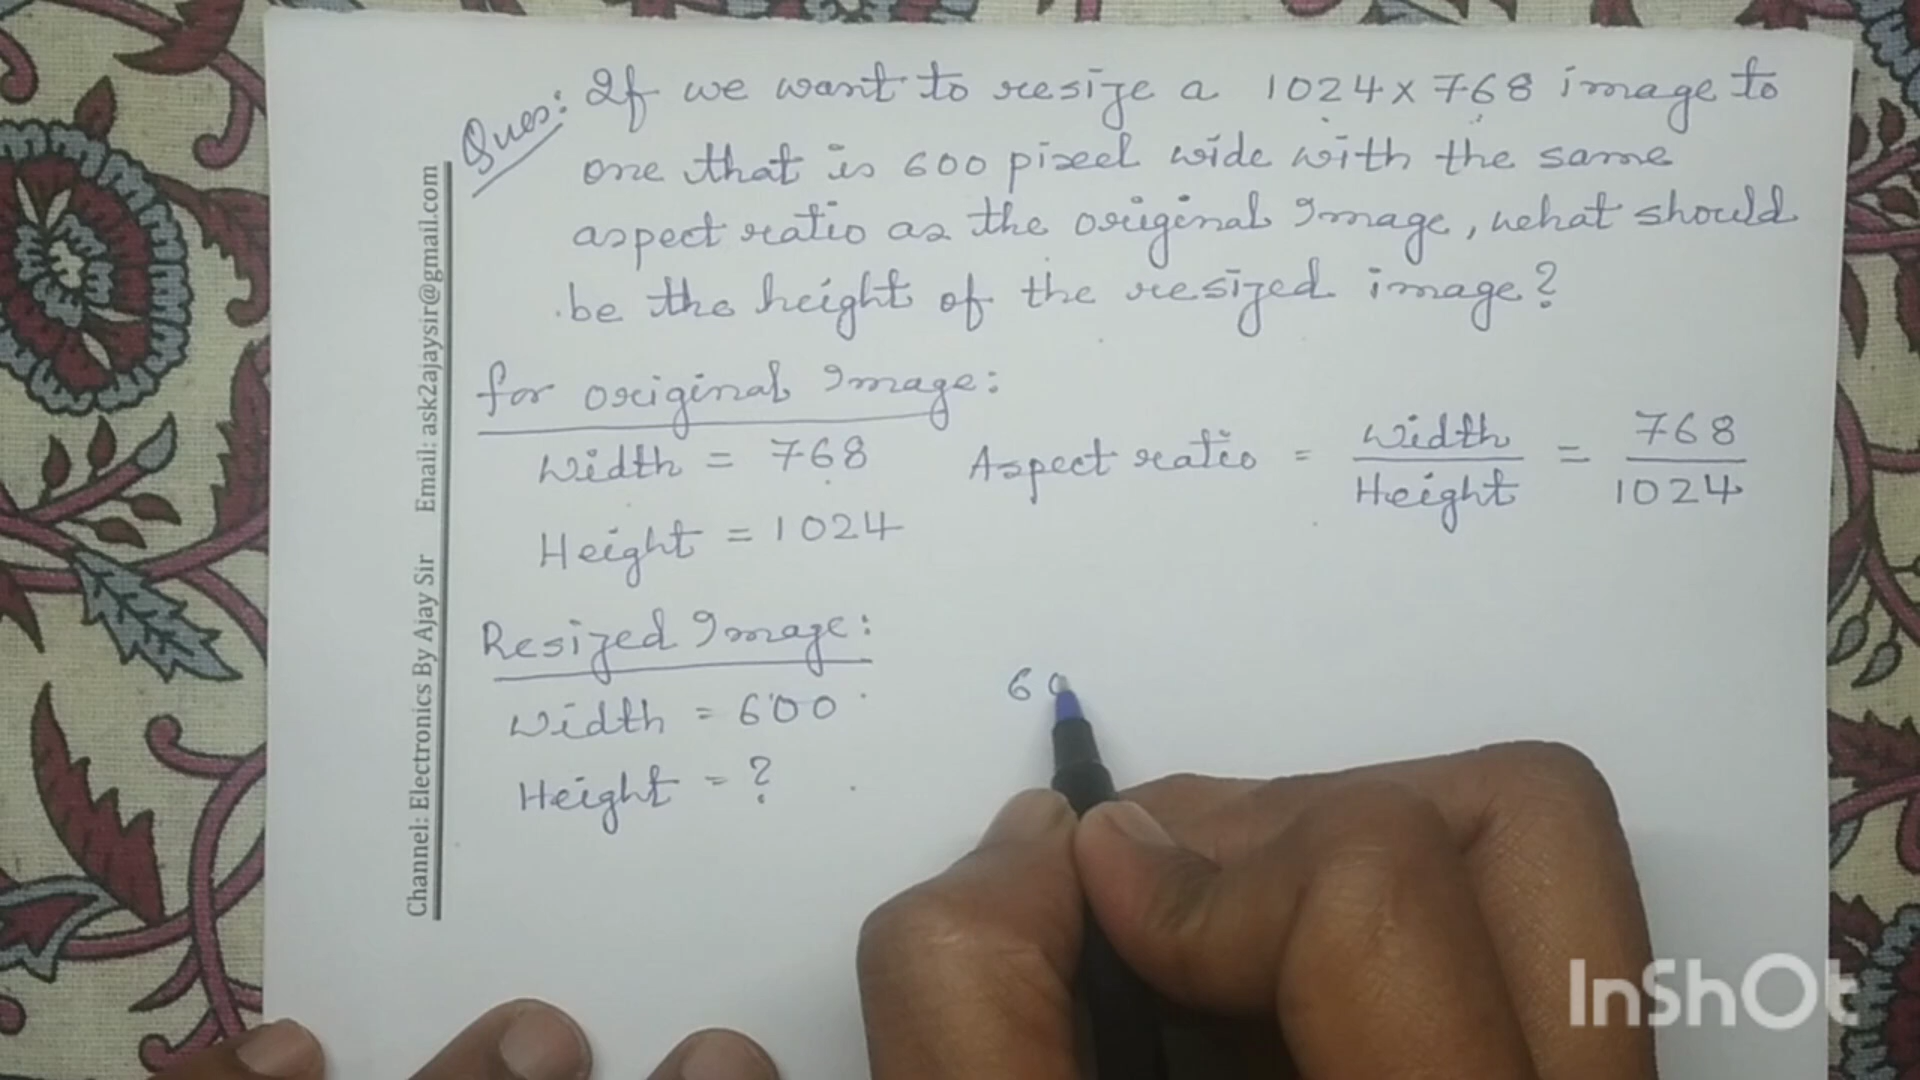 Ques: If we want to resize a 1024x768 image to
one that is 600 pixel wide with the same
aspect ratio as the original Image, what should
be the height of the resized image?
for original Image:
Width = 768
Height = 1024
Aspect ratio = Width / Height = 768 / 1024
Resized Image:
Width = 600
Height = ?
60
Channel: Electronics By Ajay Sir Email: ask2ajaysir@gmail.com
InShOt